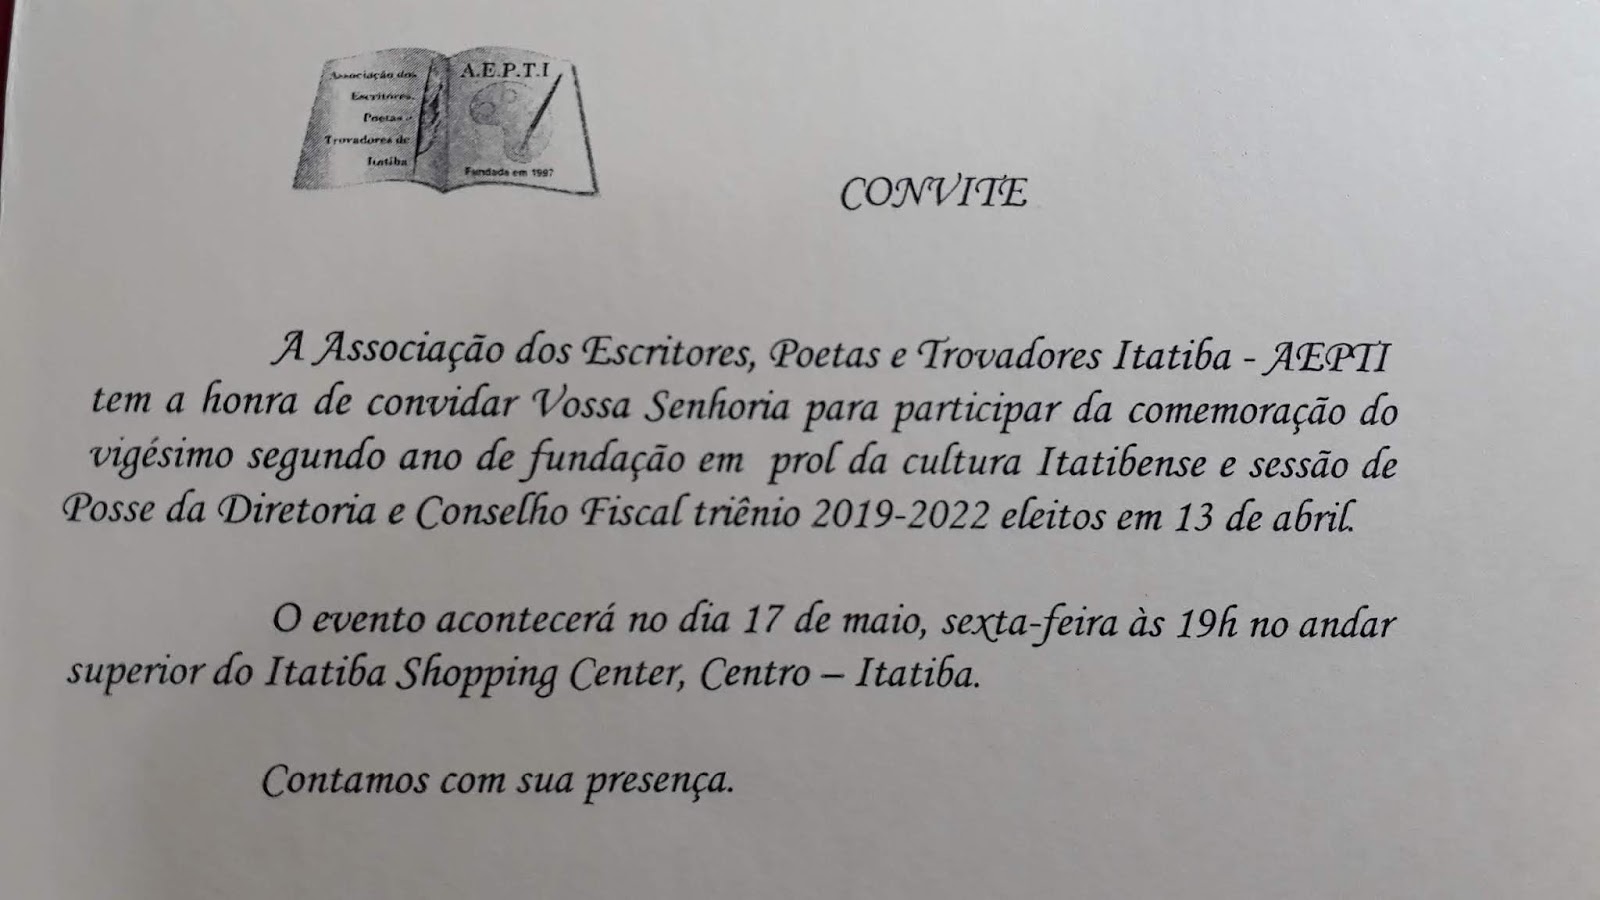 Associação dos
Escritores,
Poetas e
Trovadores de
Itatiba
A.E.P.T.I
Fundada em 1997
CONVITE
A Associação dos Escritores, Poetas e Trovadores Itatiba - AEPTI
tem a honra de convidar Vossa Senhoria para participar da comemoração do
vigésimo segundo ano de fundação em prol da cultura Itatibense e sessão de
Posse da Diretoria e Conselho Fiscal triênio 2019-2022 eleitos em 13 de abril.
O evento acontecerá no dia 17 de maio, sexta-feira às 19h no andar
superior do Itatiba Shopping Center, Centro – Itatiba.
Contamos com sua presença.